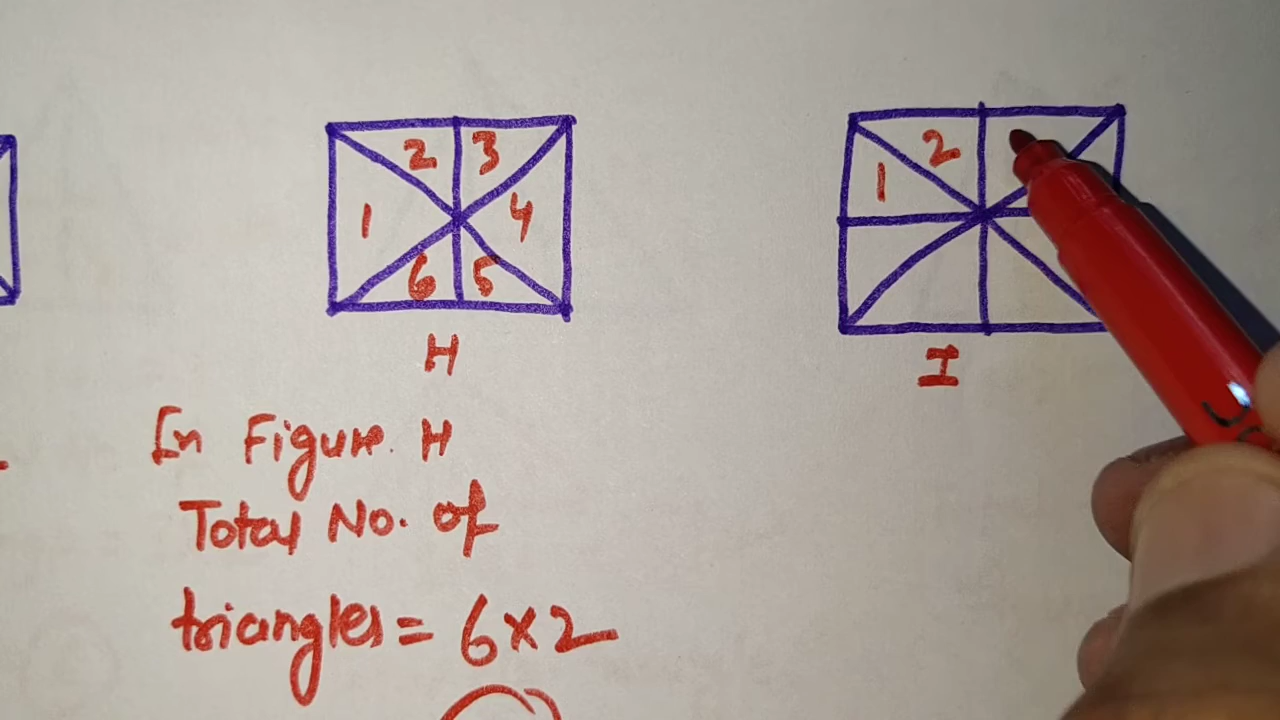 2 3
1 4
6 5
H
2
1
I
In Figure. H
Total No. of
triangles = 6×2